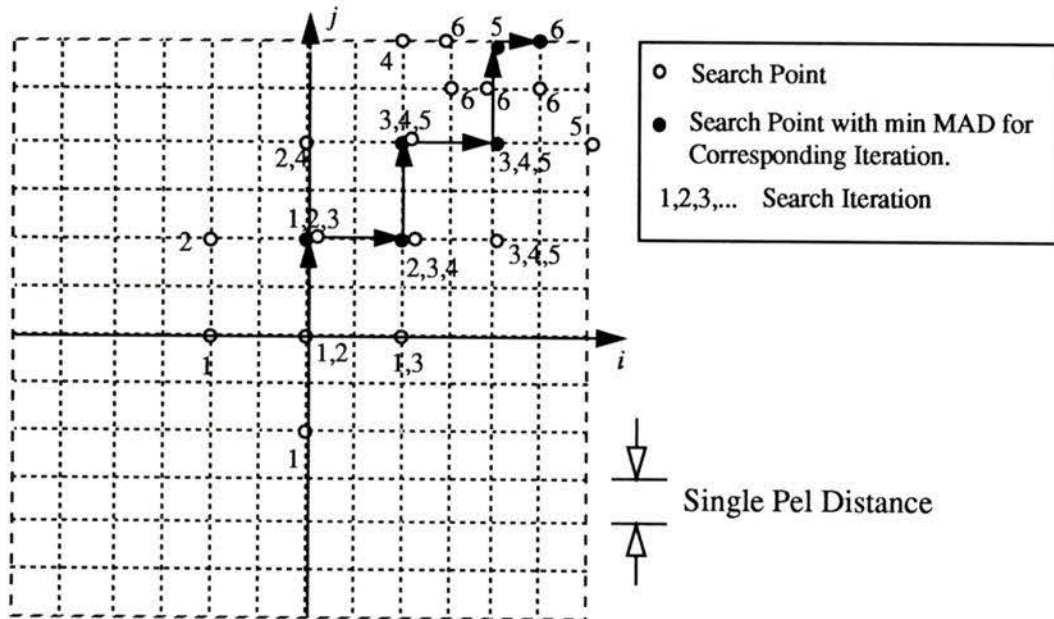 j
6
5
6
4
6
6
6
3,4,5
5
2,4
3,4,5
1,2,3
2
2,3,4
3,4,5
1
1,2
1,3
i
1
Search Point
Search Point with min MAD for
Corresponding Iteration.
1,2,3,... Search Iteration
Single Pel Distance